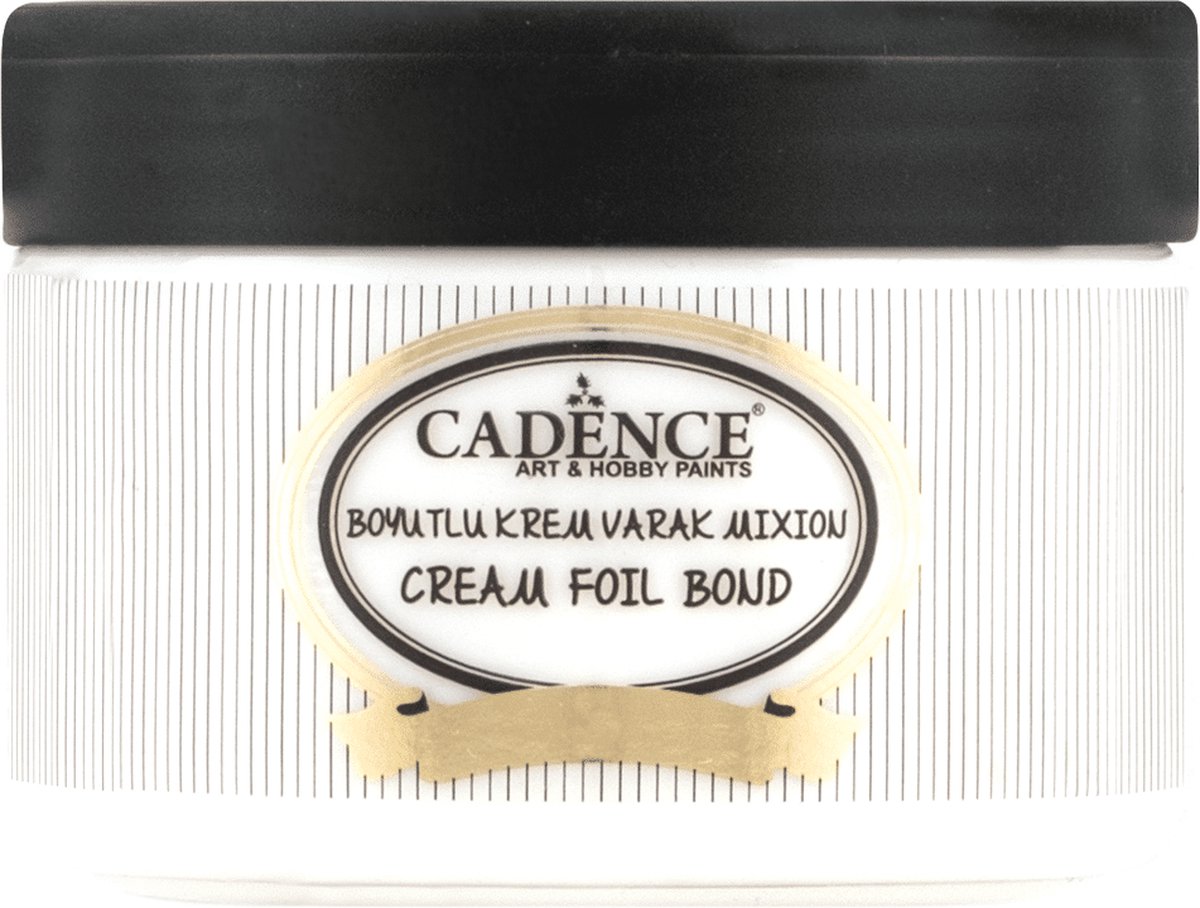 CADENCE®
ART & HOBBY PAINTS
BOYUTLU KREM VARAK MIXION
CREAM FOIL BOND